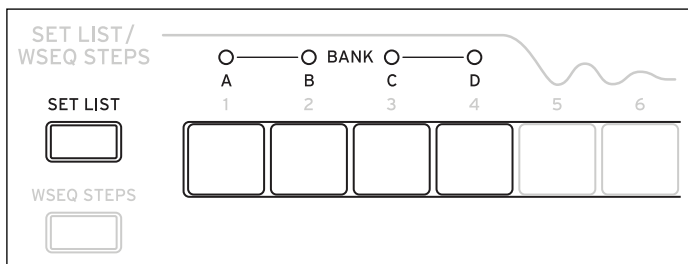 SET LIST/
WSEQ STEPS
BANK
A B C D
1 2 3 4 5 6
SET LIST
WSEQ STEPS